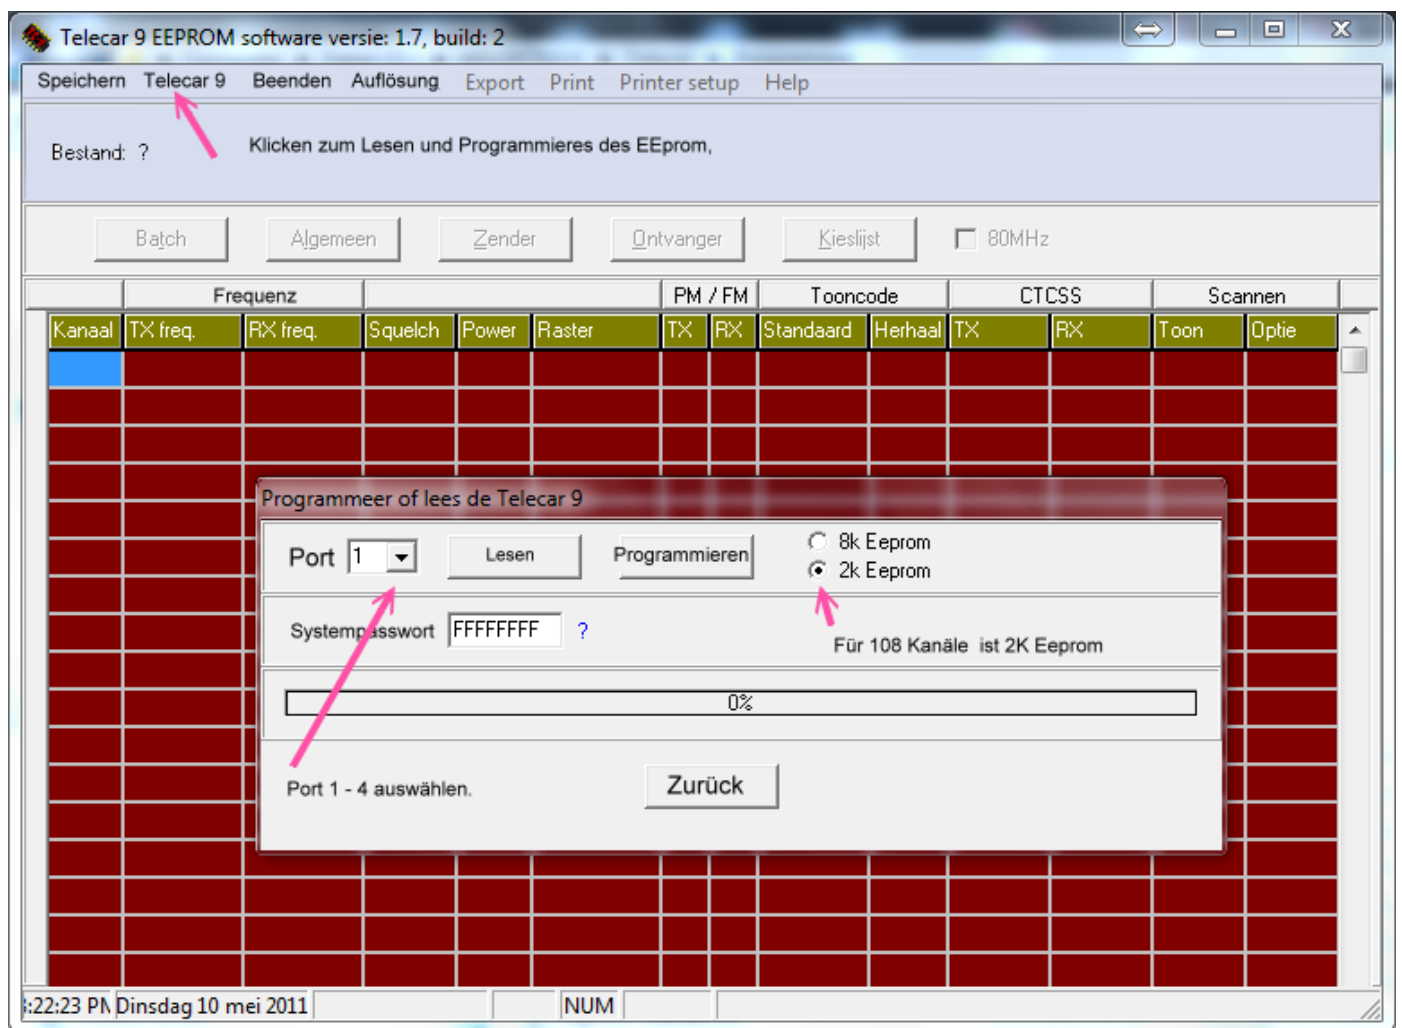 Telecar 9 EEPROM software versie: 1.7, build: 2
Speichern Telecar 9 Beenden Auflösung Export Print Printer setup Help
Bestand: ? Klicken zum Lesen und Programmieres des EEprom,
Batch Algemeen Zender Ontvanger Kieslijst 80MHz
Frequenz PM / FM Tooncode CTCSS Scannen
Kanaal TX freq. RX freq. Squelch Power Raster TX RX Standaard Herhaal TX RX Toon Optie
Programmeer of lees de Telecar 9
Port 1 Lesen Programmieren 8k Eeprom
2k Eeprom
Systempasswort FFFFFFFF ?
Für 108 Kanäle ist 2K Eeprom
0%
Port 1 - 4 auswählen. Zurück
:22:23 PM Dinsdag 10 mei 2011 NUM